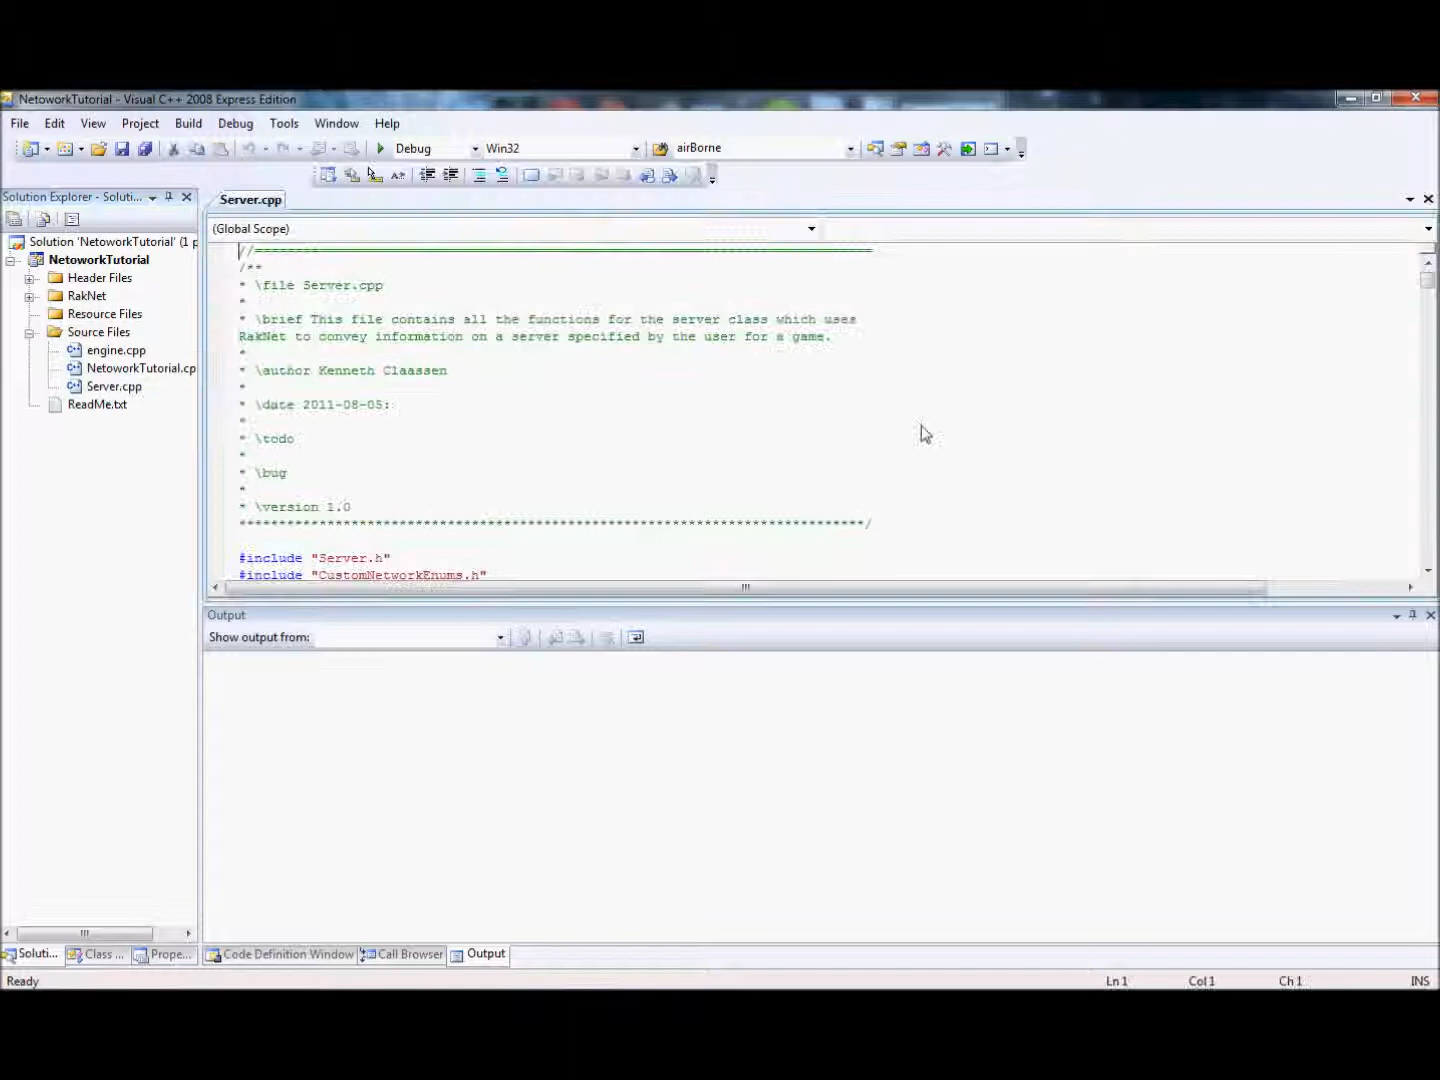 NetoworkTutorial - Visual C++ 2008 Express Edition
File Edit View Project Build Debug Tools Window Help
Debug Win32 airBorne
Solution Explorer - Soluti...
Server.cpp
(Global Scope)
Solution 'NetoworkTutorial' (1 p
NetoworkTutorial
Header Files
RakNet
Resource Files
Source Files
engine.cpp
NetoworkTutorial.cp
Server.cpp
ReadMe.txt
//=============================================================================
/**
* \file Server.cpp
*
* \brief This file contains all the functions for the server class which uses
RakNet to convey information on a server specified by the user for a game.
*
* \author Kenneth Claassen
*
* \date 2011-08-05:
*
* \todo
*
* \bug
*
* \version 1.0
******************************************************************************/
#include "Server.h"
#include "CustomNetworkEnums.h"
Output
Show output from:
Soluti... Class ... Prope...
Code Definition Window Call Browser Output
Ready Ln 1 Col 1 Ch 1 INS